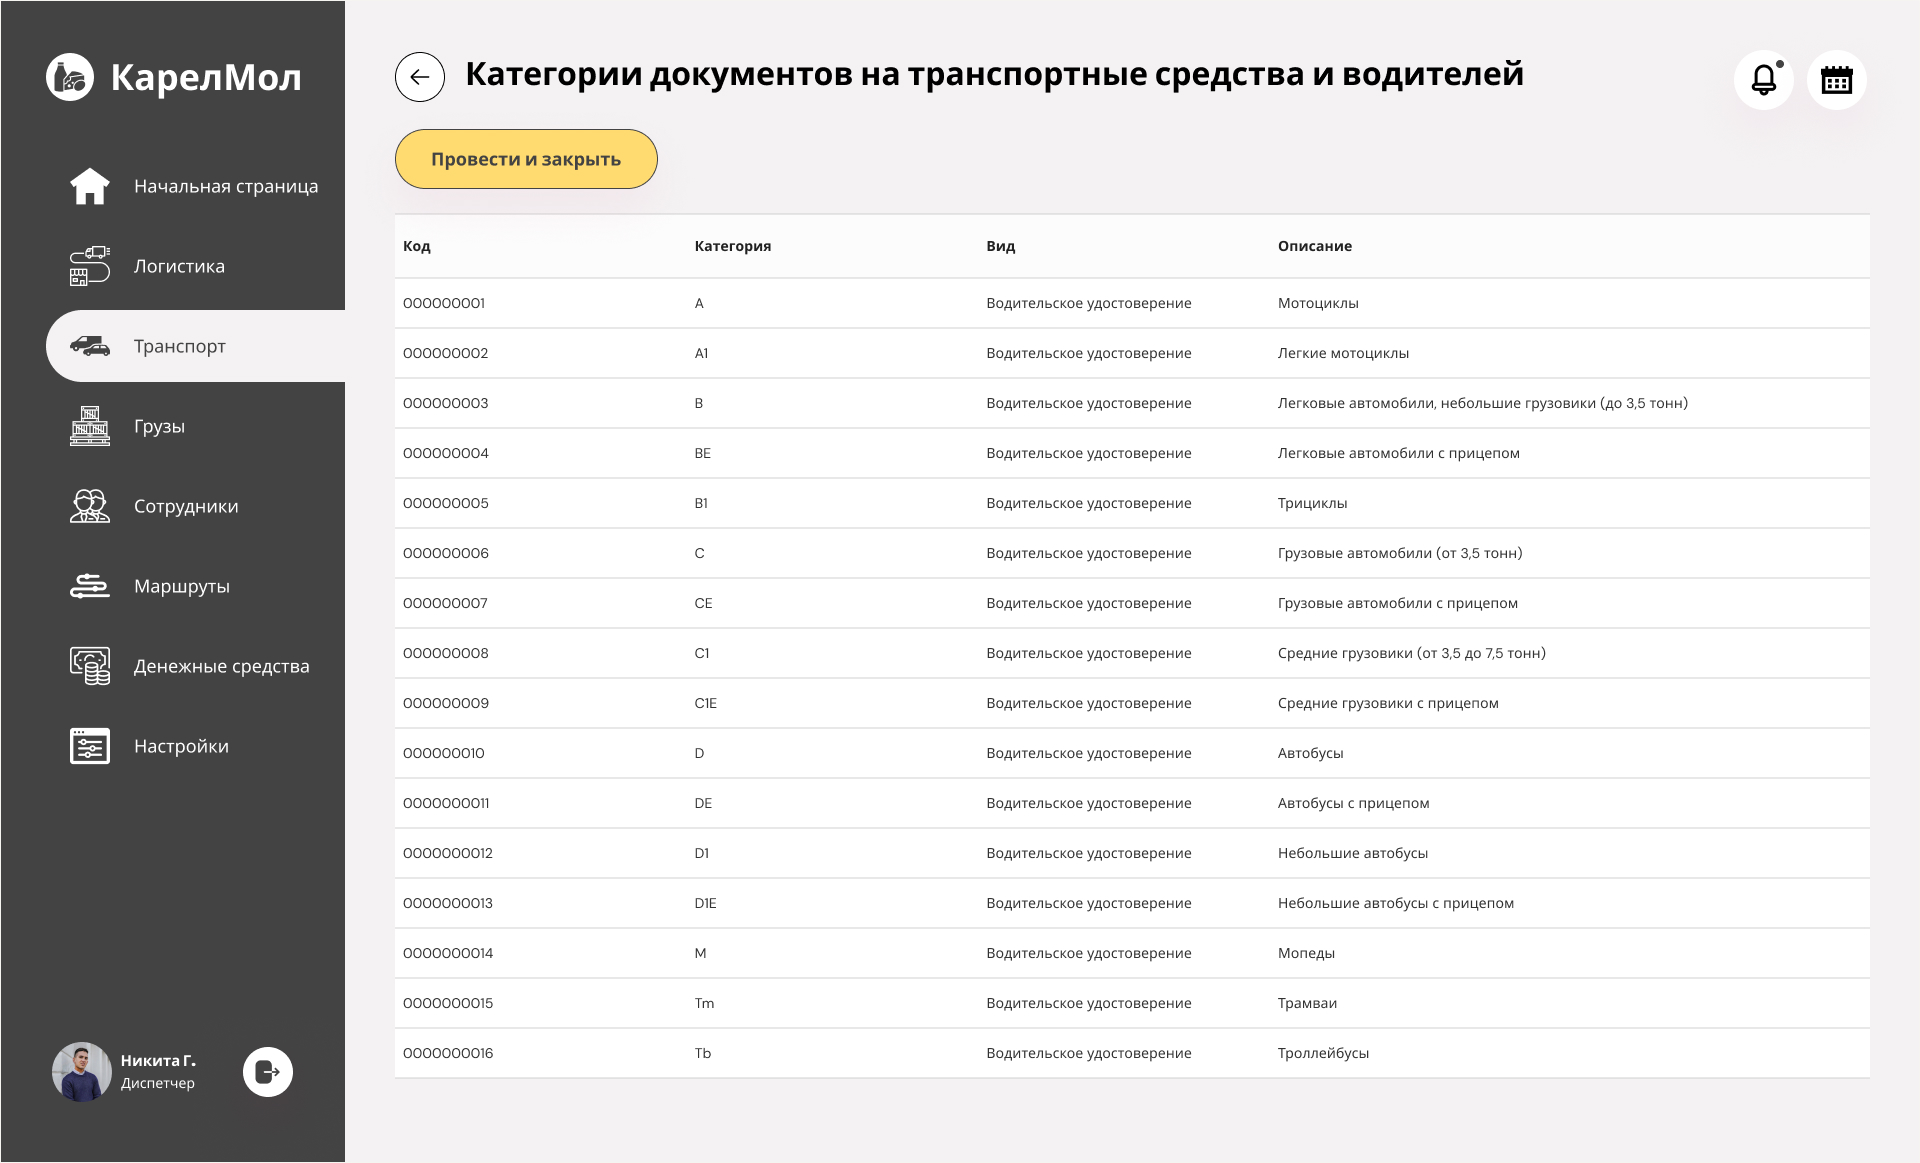 КарелМол
Начальная страница
Логистика
Транспорт
Грузы
Сотрудники
Маршруты
Денежные средства
Настройки
Никита Г.
Диспетчер
Категории документов на транспортные средства и водителей
Провести и закрыть
Код Категория Вид Описание
000000001 A Водительское удостоверение Мотоциклы
000000002 A1 Водительское удостоверение Легкие мотоциклы
000000003 B Водительское удостоверение Легковые автомобили, небольшие грузовики (до 3,5 тонн)
000000004 BE Водительское удостоверение Легковые автомобили с прицепом
000000005 B1 Водительское удостоверение Трициклы
000000006 C Водительское удостоверение Грузовые автомобили (от 3,5 тонн)
000000007 CE Водительское удостоверение Грузовые автомобили с прицепом
000000008 C1 Водительское удостоверение Средние грузовики (от 3,5 до 7,5 тонн)
000000009 C1E Водительское удостоверение Средние грузовики с прицепом
000000010 D Водительское удостоверение Автобусы
0000000011 DE Водительское удостоверение Автобусы с прицепом
0000000012 D1 Водительское удостоверение Небольшие автобусы
0000000013 D1E Водительское удостоверение Небольшие автобусы с прицепом
0000000014 M Водительское удостоверение Мопеды
0000000015 Tm Водительское удостоверение Трамваи
0000000016 Tb Водительское удостоверение Троллейбусы